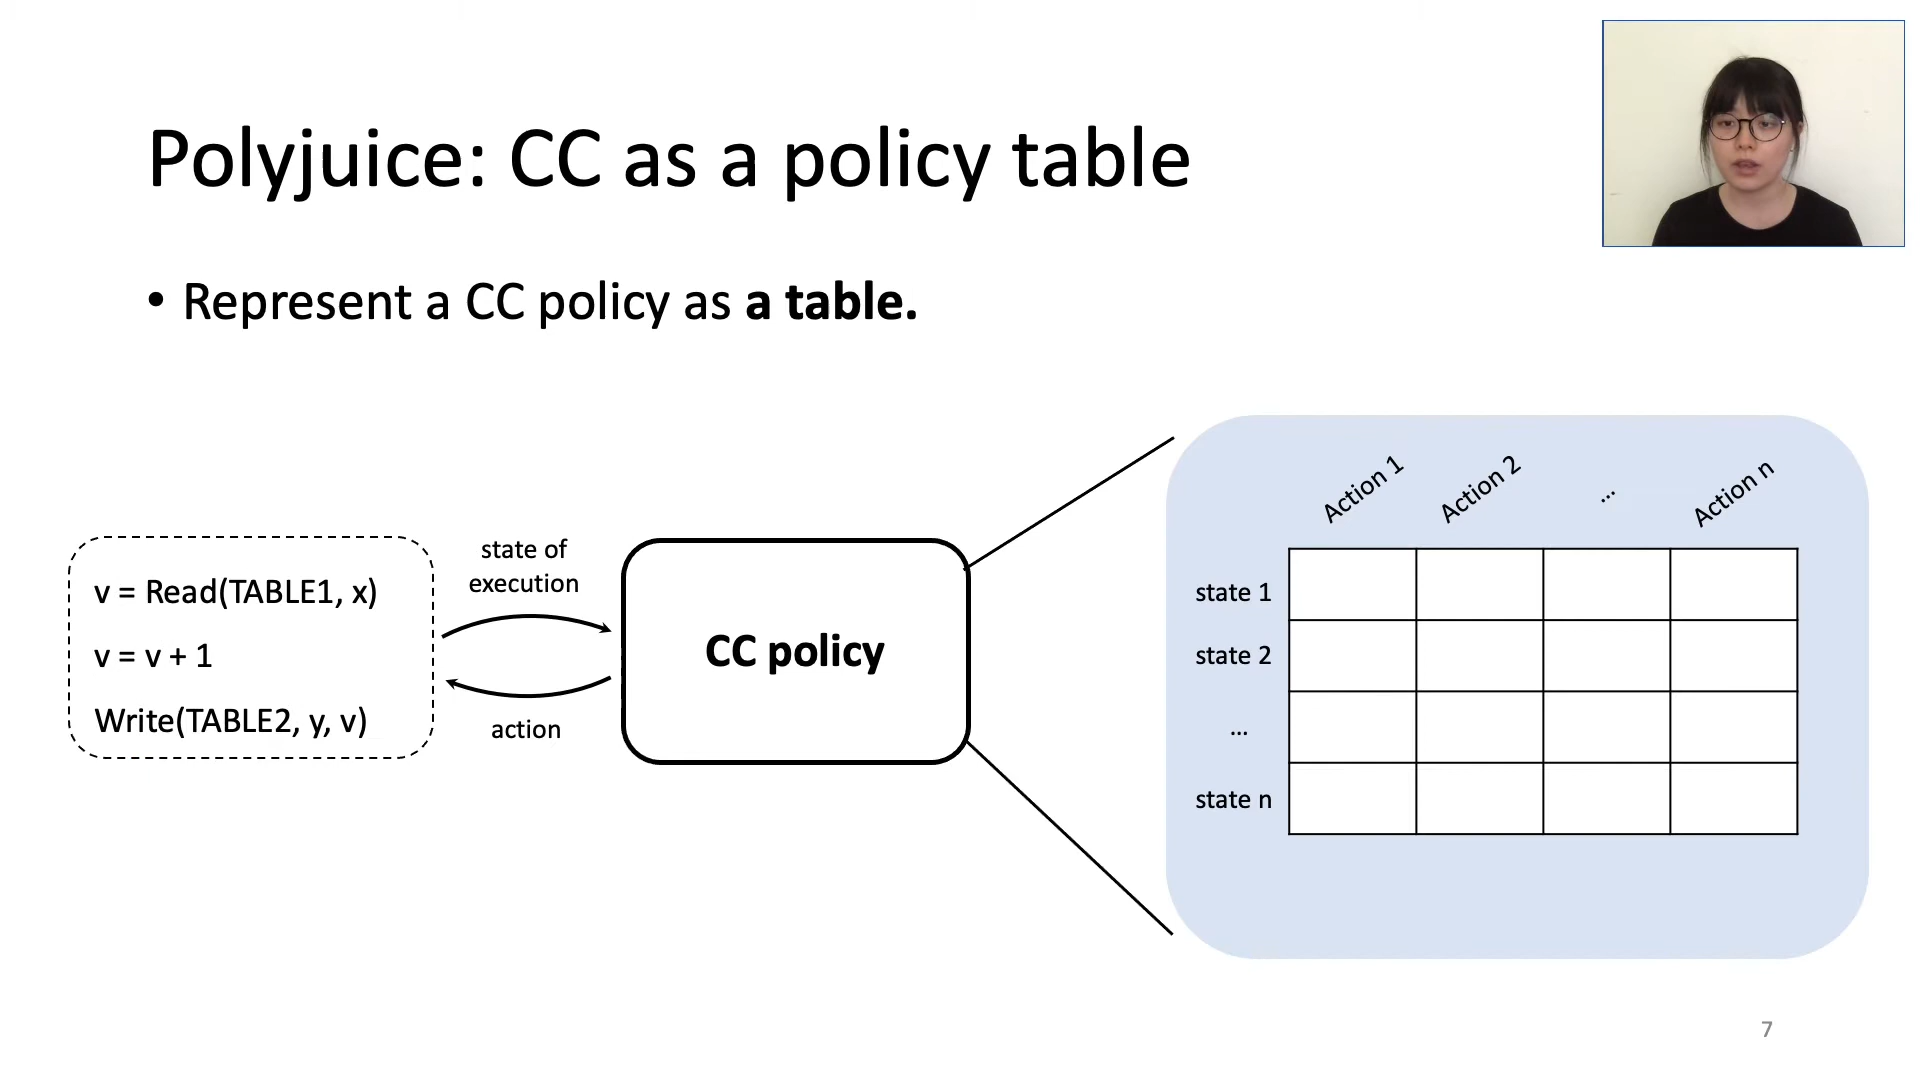 Polyjuice: CC as a policy table
• Represent a CC policy as a table.
v = Read(TABLE1, x)
v = v + 1
Write(TABLE2, y, v)
state of
execution
action
CC policy
Action 1
Action 2
...
Action n
state 1
state 2
...
state n
7